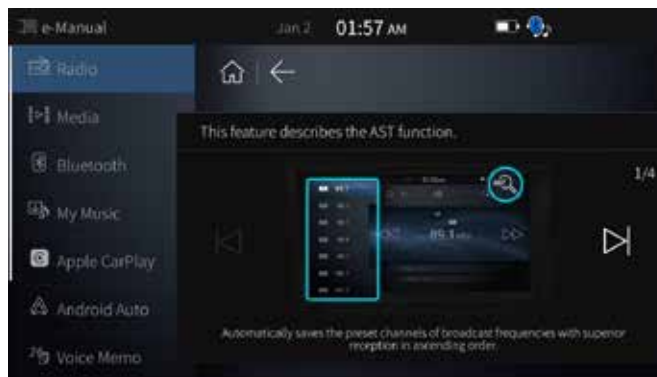 e-Manual
Jan 2 01:57 AM
Radio
Media
Bluetooth
My Music
Apple CarPlay
Android Auto
Voice Memo
This feature describes the AST function.
1/4
89.1
Automatically saves the preset channels of broadcast frequencies with superior
reception in ascending order.